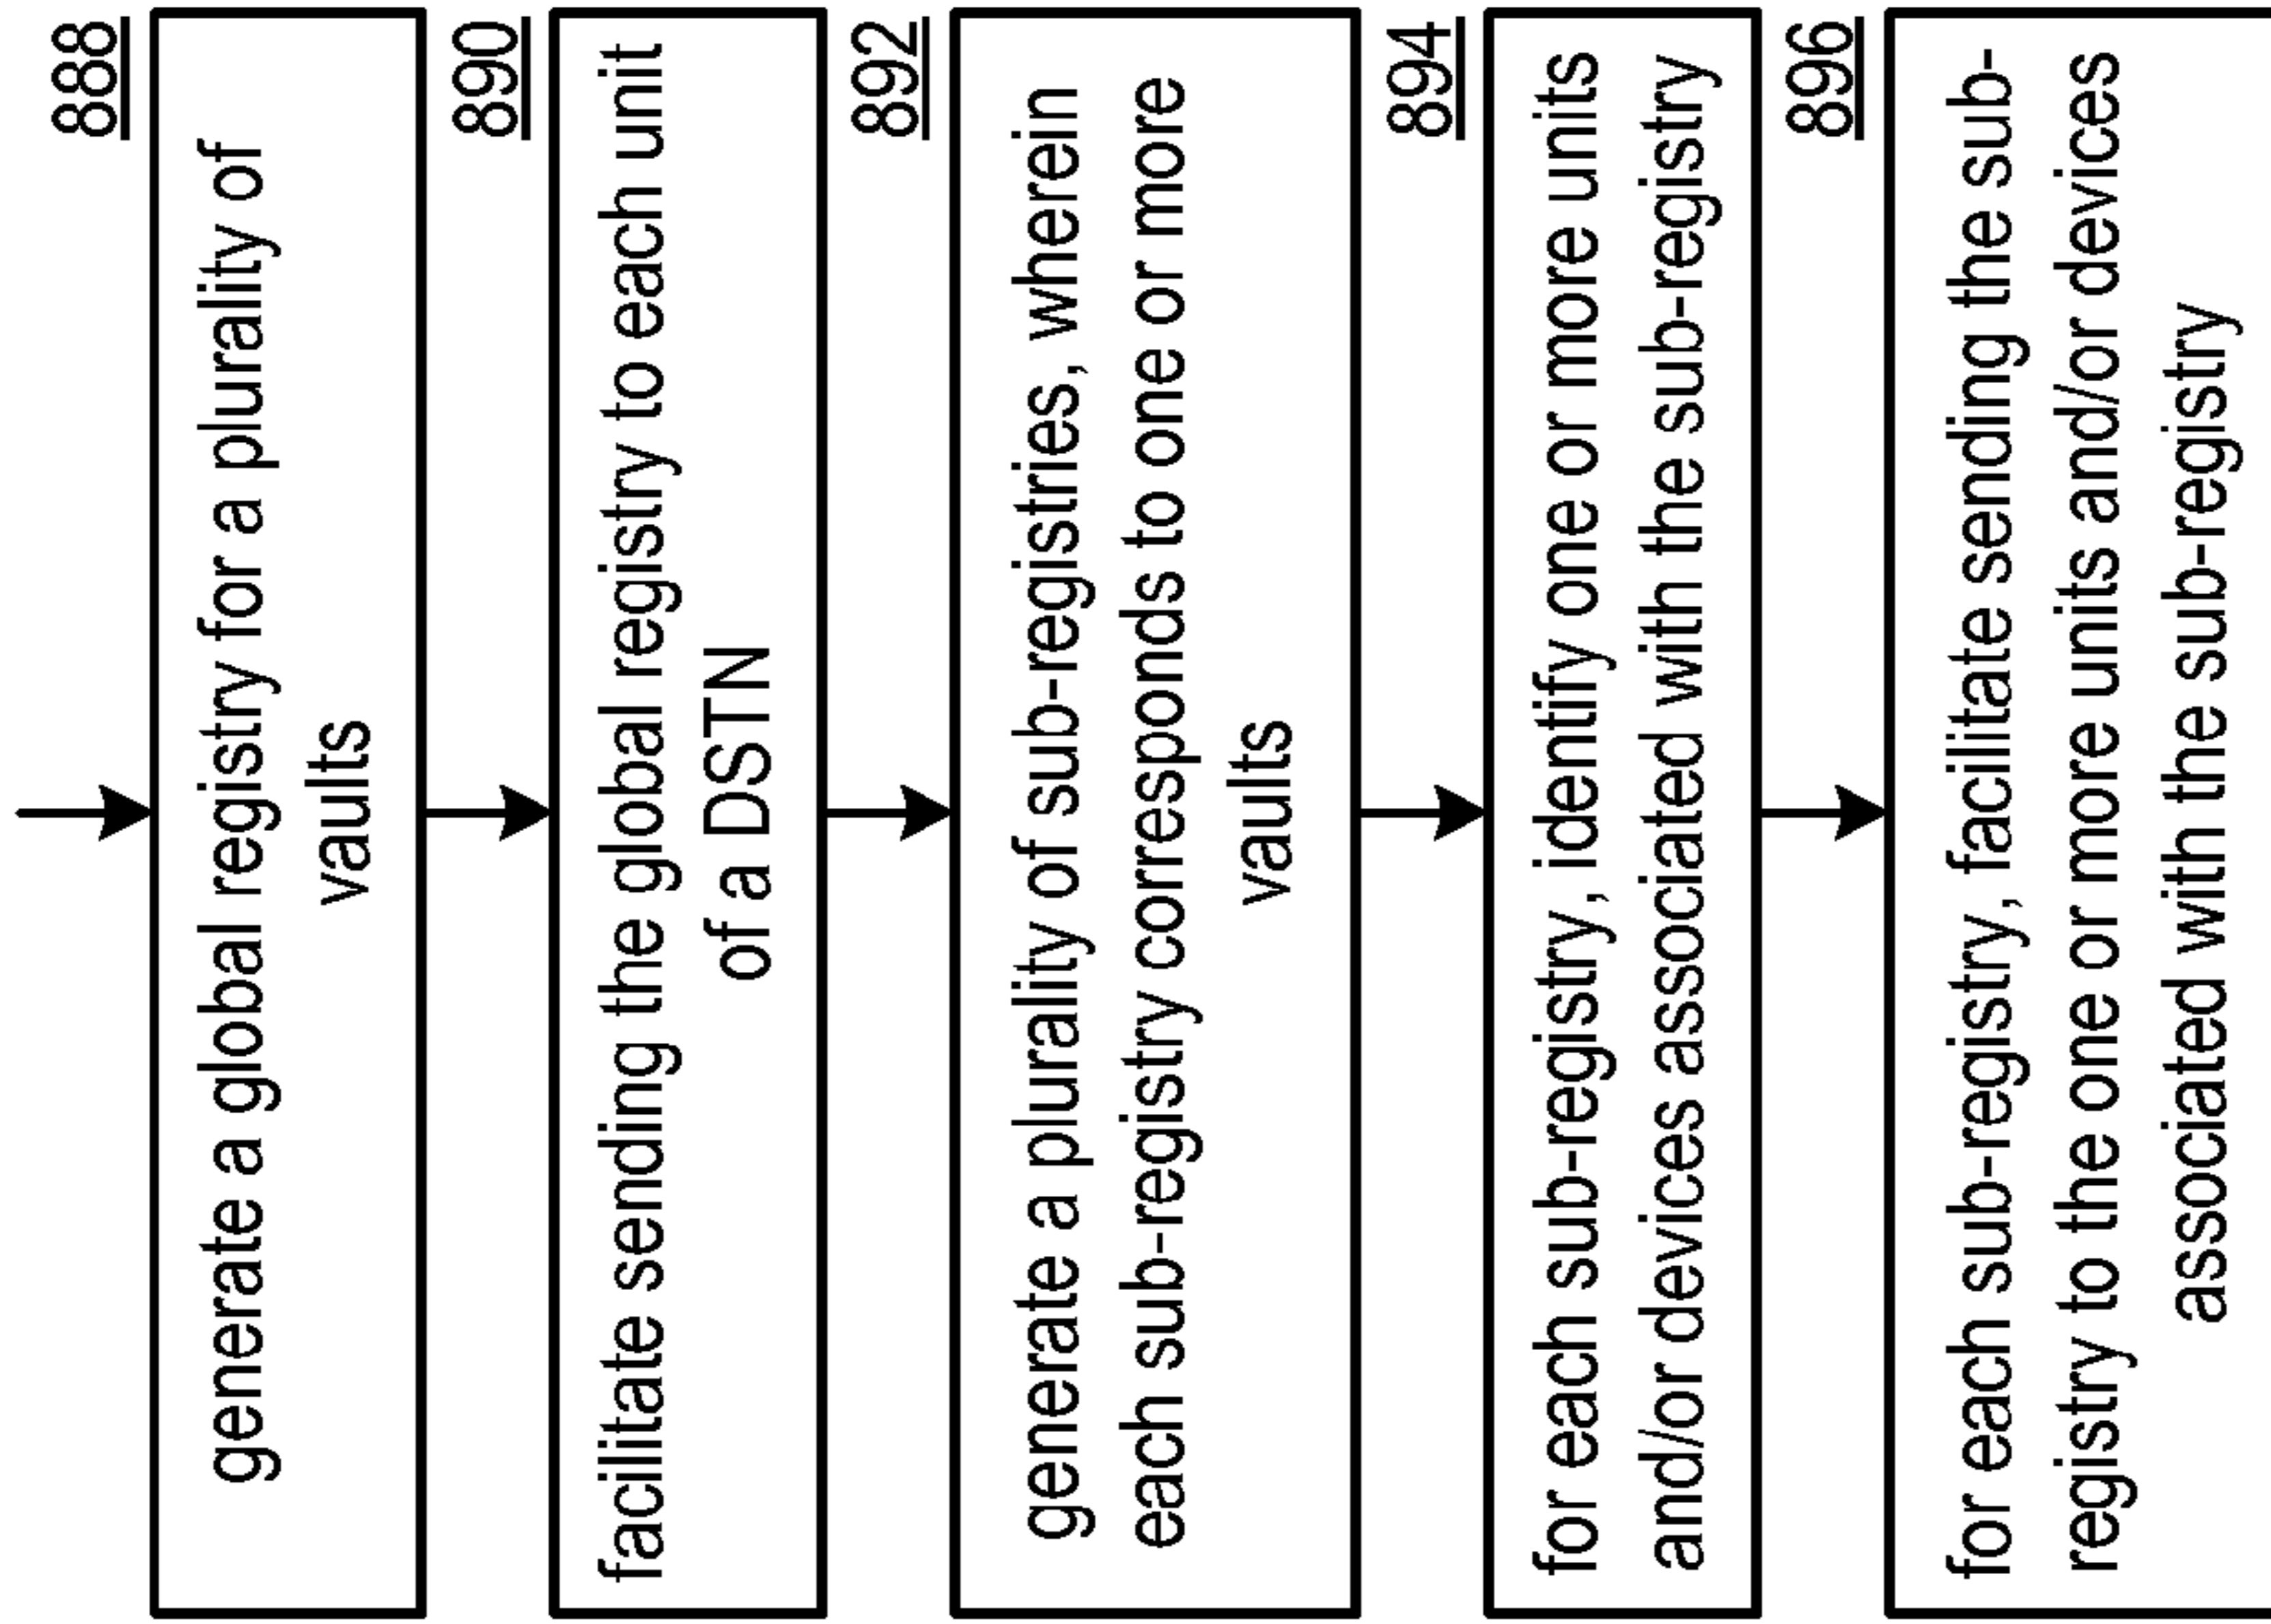 888
generate a global registry for a plurality of
vaults
890
facilitate sending the global registry to each unit
of a DSTN
892
generate a plurality of sub-registries, wherein
each sub-registry corresponds to one or more
vaults
894
for each sub-registry, identify one or more units
and/or devices associated with the sub-registry
896
for each sub-registry, facilitate sending the sub-
registry to the one or more units and/or devices
associated with the sub-registry